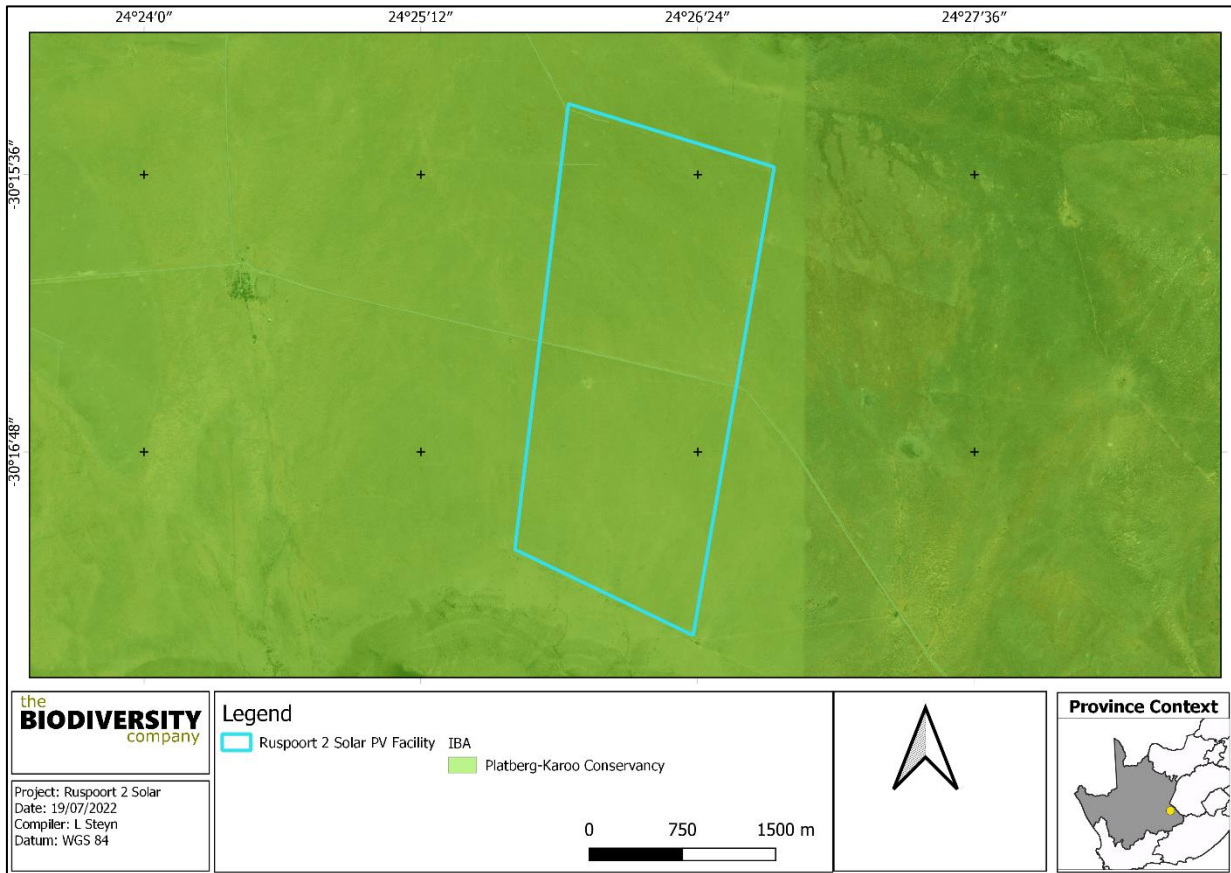 24°24′0″ 24°25′12″ 24°26′24″ 24°27′36″
-30°15′36″
-30°16′48″
the
BIODIVERSITY
company
Project: Ruspoort 2 Solar
Date: 19/07/2022
Compiler: L Steyn
Datum: WGS 84
Legend
Ruspoort 2 Solar PV Facility IBA
Platberg-Karoo Conservancy
0 750 1500 m
Province Context